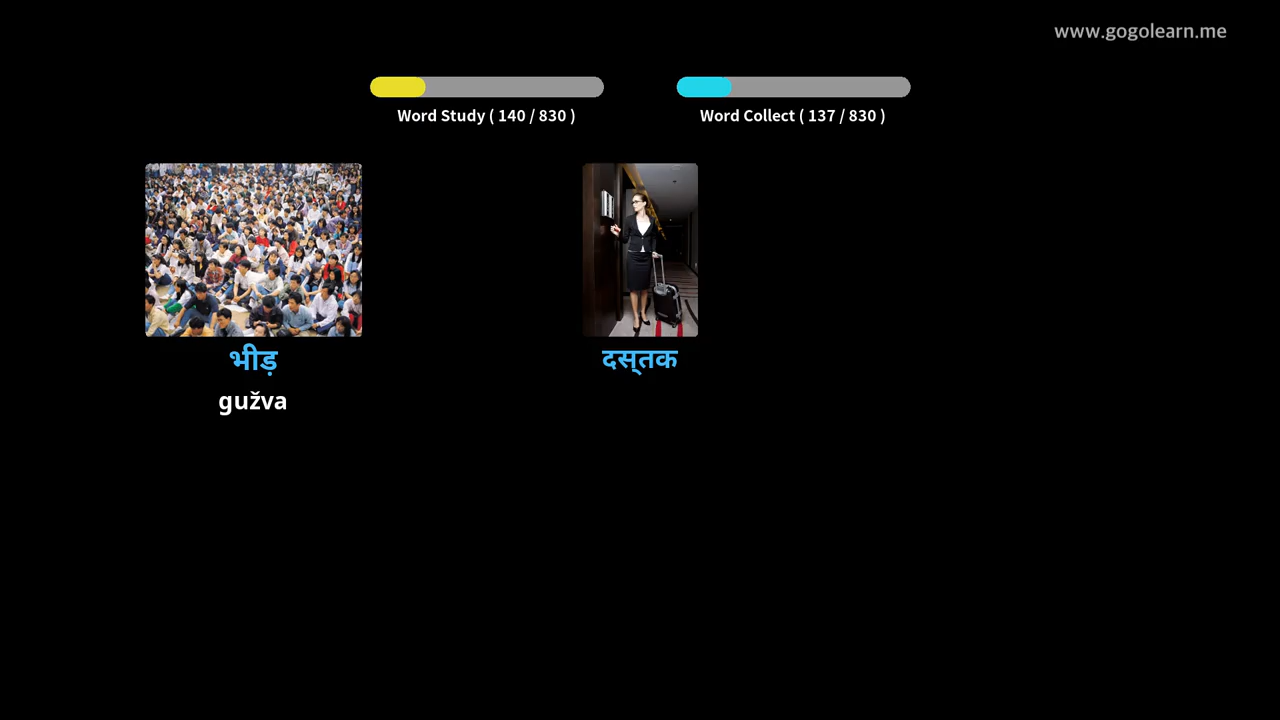 www.gogolearn.me
Word Study ( 140 / 830 )
Word Collect ( 137 / 830 )
भीड़
दस्तक
gužva